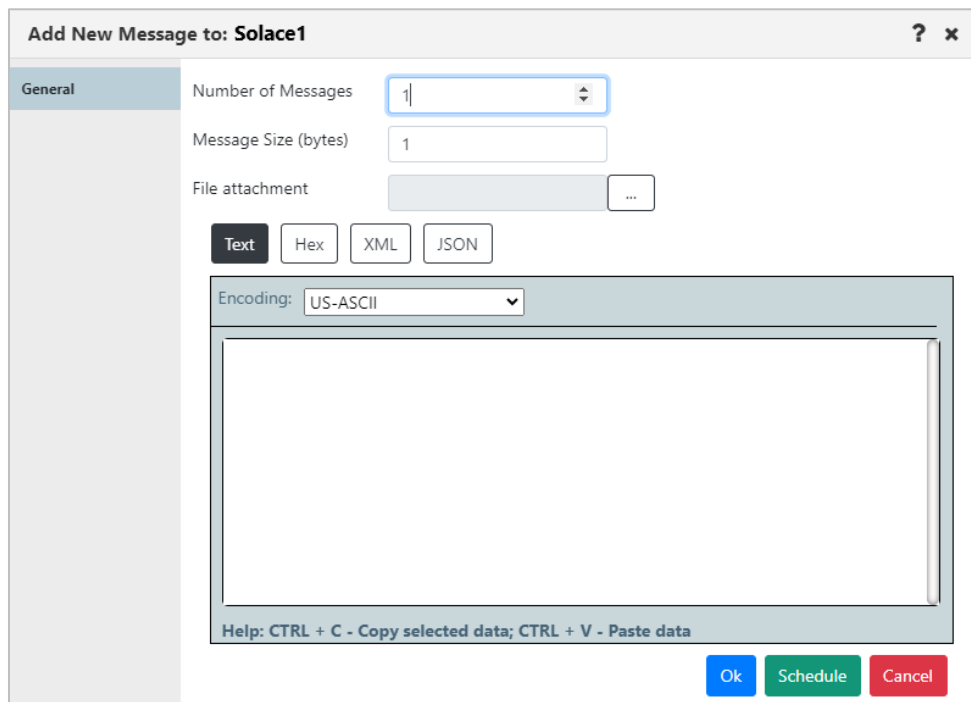 Add New Message to: Solace1 ? ×
General
Number of Messages 1
Message Size (bytes) 1
File attachment ...
Text Hex XML JSON
Encoding: US-ASCII
Help: CTRL + C - Copy selected data; CTRL + V - Paste data
Ok Schedule Cancel